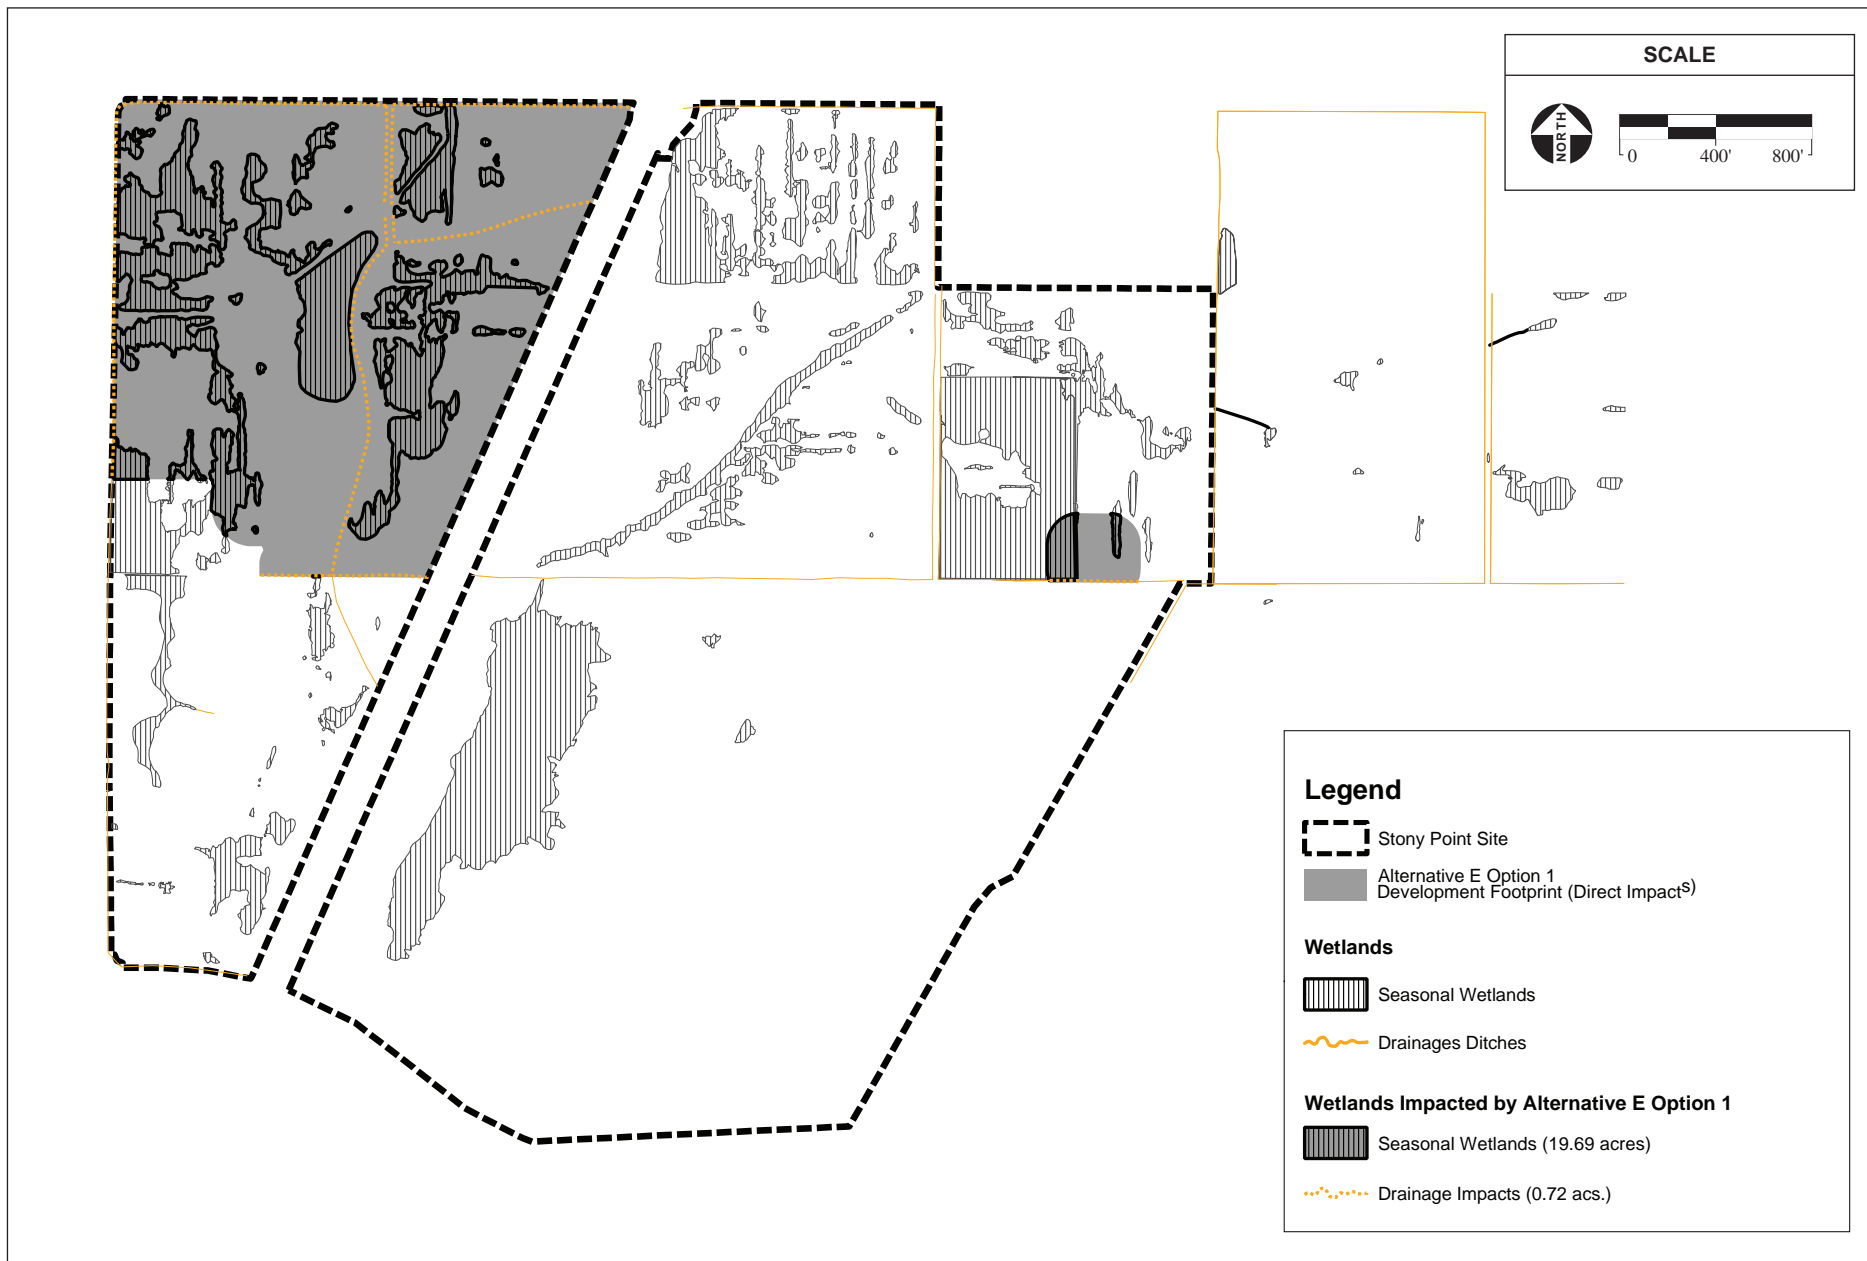 SCALE
NORTH
0 400' 800'
Legend
Stony Point Site
Alternative E Option 1
Development Footprint (Direct Impacts)
Wetlands
Seasonal Wetlands
Drainages Ditches
Wetlands Impacted by Alternative E Option 1
Seasonal Wetlands (19.69 acres)
Drainage Impacts (0.72 acs.)